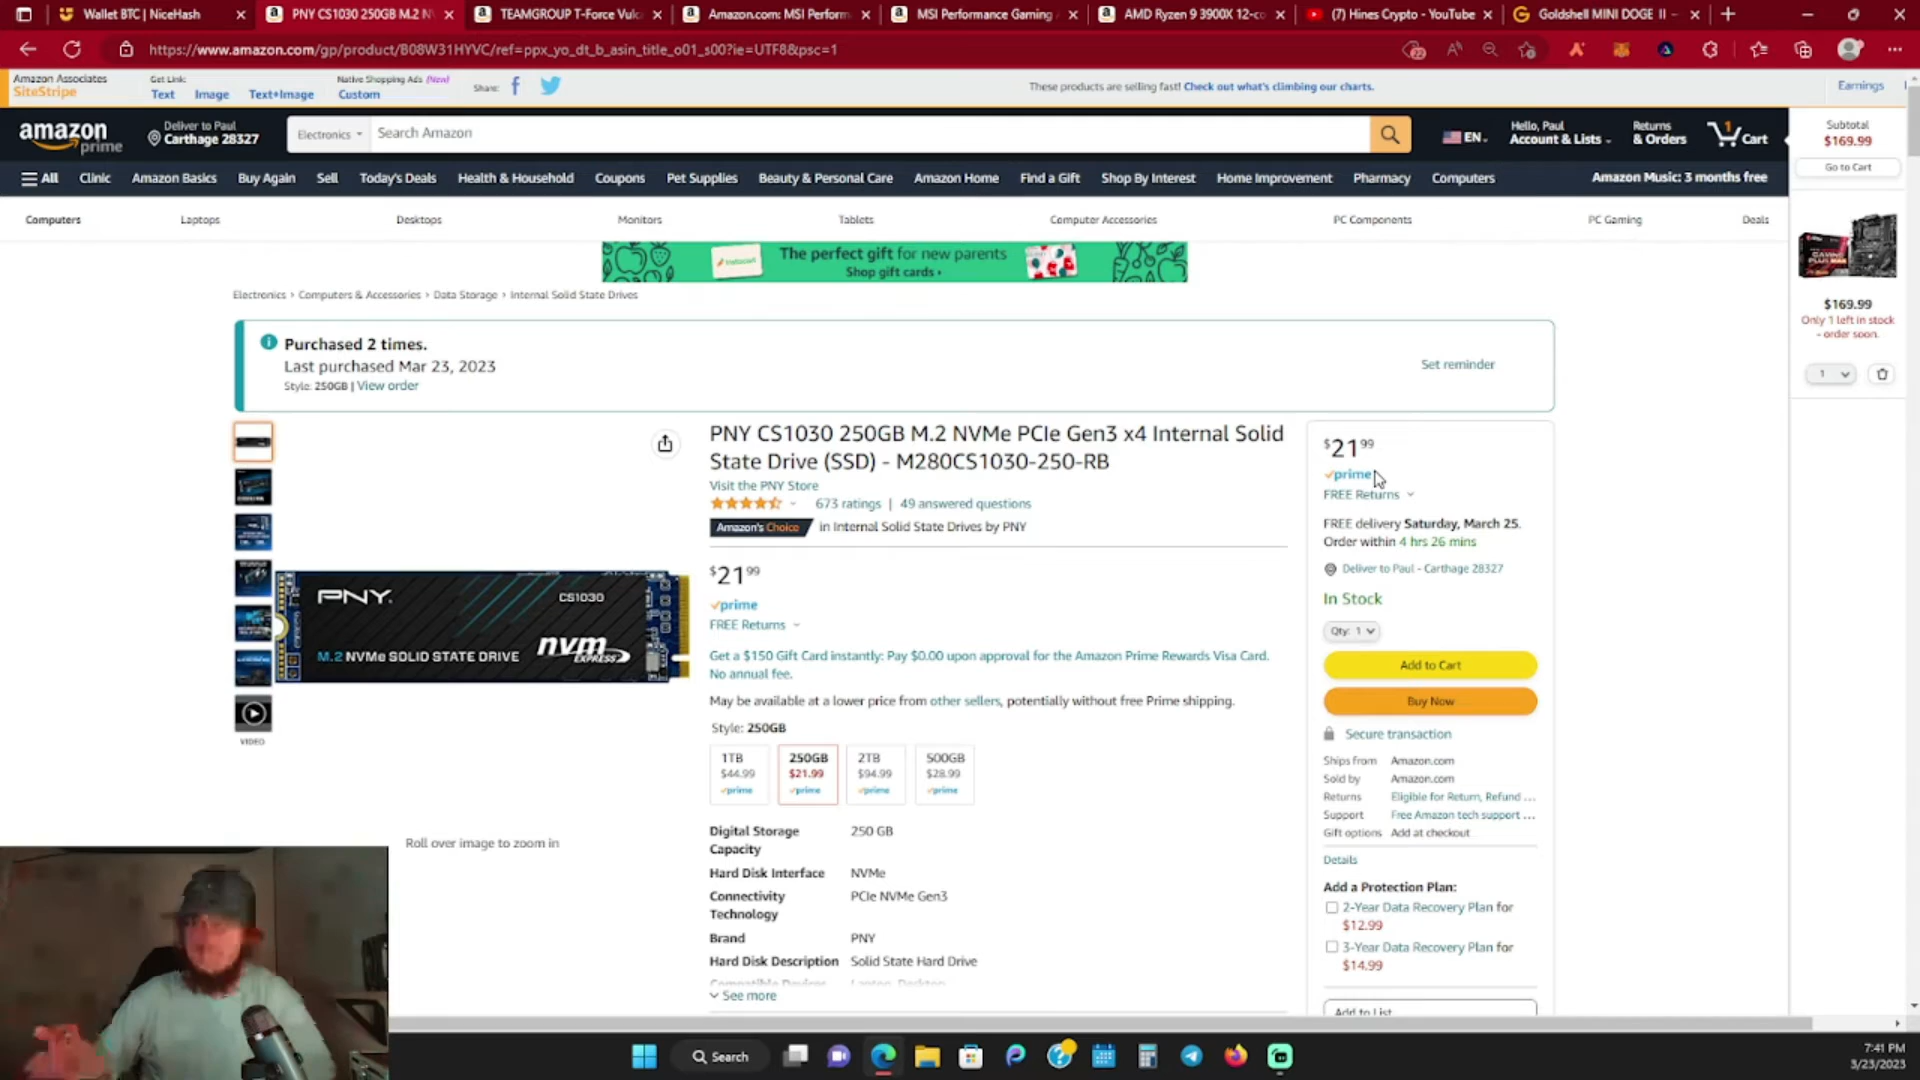 Wallet BTC | NiceHash
PNY CS1030 250GB M.2 N
TEAMGROUP T-Force Vulc
Amazon.com: MSI Perform
MSI Performance Gaming
AMD Ryzen 9 3900X 12-co
(7) Hines Crypto - YouTube
Goldshell MINI DOGE II -
https://www.amazon.com/gp/product/B08W31HYVC/ref=ppx_yo_dt_b_asin_title_o01_s00?ie=UTF8&psc=1
22
Amazon Associates
SiteStripe
Get Link:
Text Image Text+Image
Native Shopping Ads (New)
Custom
Share:
These products are selling fast! Check out what's climbing our charts.
Earnings
amazon
prime
Deliver to Paul
Carthage 28327
Electronics
Search Amazon
EN
Hello, Paul
Account & Lists
Returns
& Orders
1
Cart
Subtotal
$169.99
Go to Cart
All Clinic Amazon Basics Buy Again Sell Today's Deals Health & Household Coupons Pet Supplies Beauty & Personal Care Amazon Home Find a Gift Shop By Interest Home Improvement Pharmacy Computers
Amazon Music: 3 months free
Computers Laptops Desktops Monitors Tablets Computer Accessories PC Components PC Gaming Deals
The perfect gift for new parents
Shop gift cards ›
$169.99
Only 1 left in stock
- order soon.
1
Electronics › Computers & Accessories › Data Storage › Internal Solid State Drives
Purchased 2 times.
Last purchased Mar 23, 2023
Style: 250GB | View order
Set reminder
PNY CS1030 250GB M.2 NVMe PCIe Gen3 x4 Internal Solid
State Drive (SSD) - M280CS1030-250-RB
Visit the PNY Store
673 ratings | 49 answered questions
Amazon's Choice in Internal Solid State Drives by PNY
$21 99
prime
FREE Returns
Get a $150 Gift Card instantly: Pay $0.00 upon approval for the Amazon Prime Rewards Visa Card.
No annual fee.
May be available at a lower price from other sellers, potentially without free Prime shipping.
Style: 250GB
1TB
$44.99
prime
250GB
$21.99
prime
2TB
$94.99
prime
500GB
$28.99
prime
Digital Storage Capacity 250 GB
Hard Disk Interface NVMe
Connectivity Technology PCIe NVMe Gen3
Brand PNY
Hard Disk Description Solid State Hard Drive
Compatible Devices Laptop, Desktop
See more
PNY.
CS1030
M.2 NVMe SOLID STATE DRIVE
nvm
EXPRESS
VIDEO
Roll over image to zoom in
$21 99
prime
FREE Returns
FREE delivery Saturday, March 25.
Order within 4 hrs 26 mins
Deliver to Paul - Carthage 28327
In Stock
Qty: 1
Add to Cart
Buy Now
Secure transaction
Ships from Amazon.com
Sold by Amazon.com
Returns Eligible for Return, Refund ...
Support Free Amazon tech support ...
Gift options Add at checkout
Details
Add a Protection Plan:
2-Year Data Recovery Plan for
$12.99
3-Year Data Recovery Plan for
$14.99
Add to List
Search
7:41 PM
3/23/2023